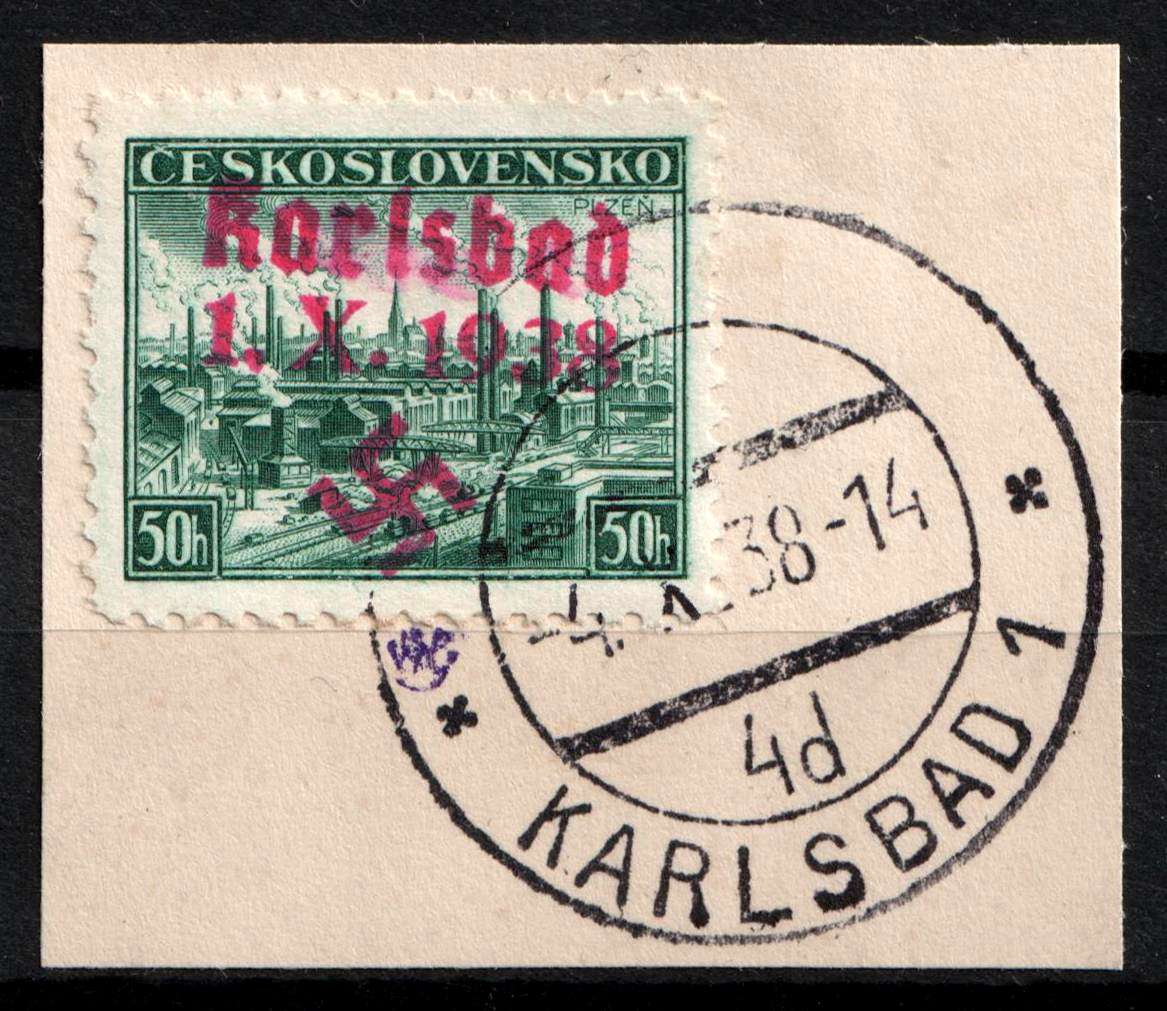 ČESKOSLOVENSKO
PLZEŇ
Karlsbad
1. X. 1938
50h 50h
38-14
4d
KARLSBAD 1